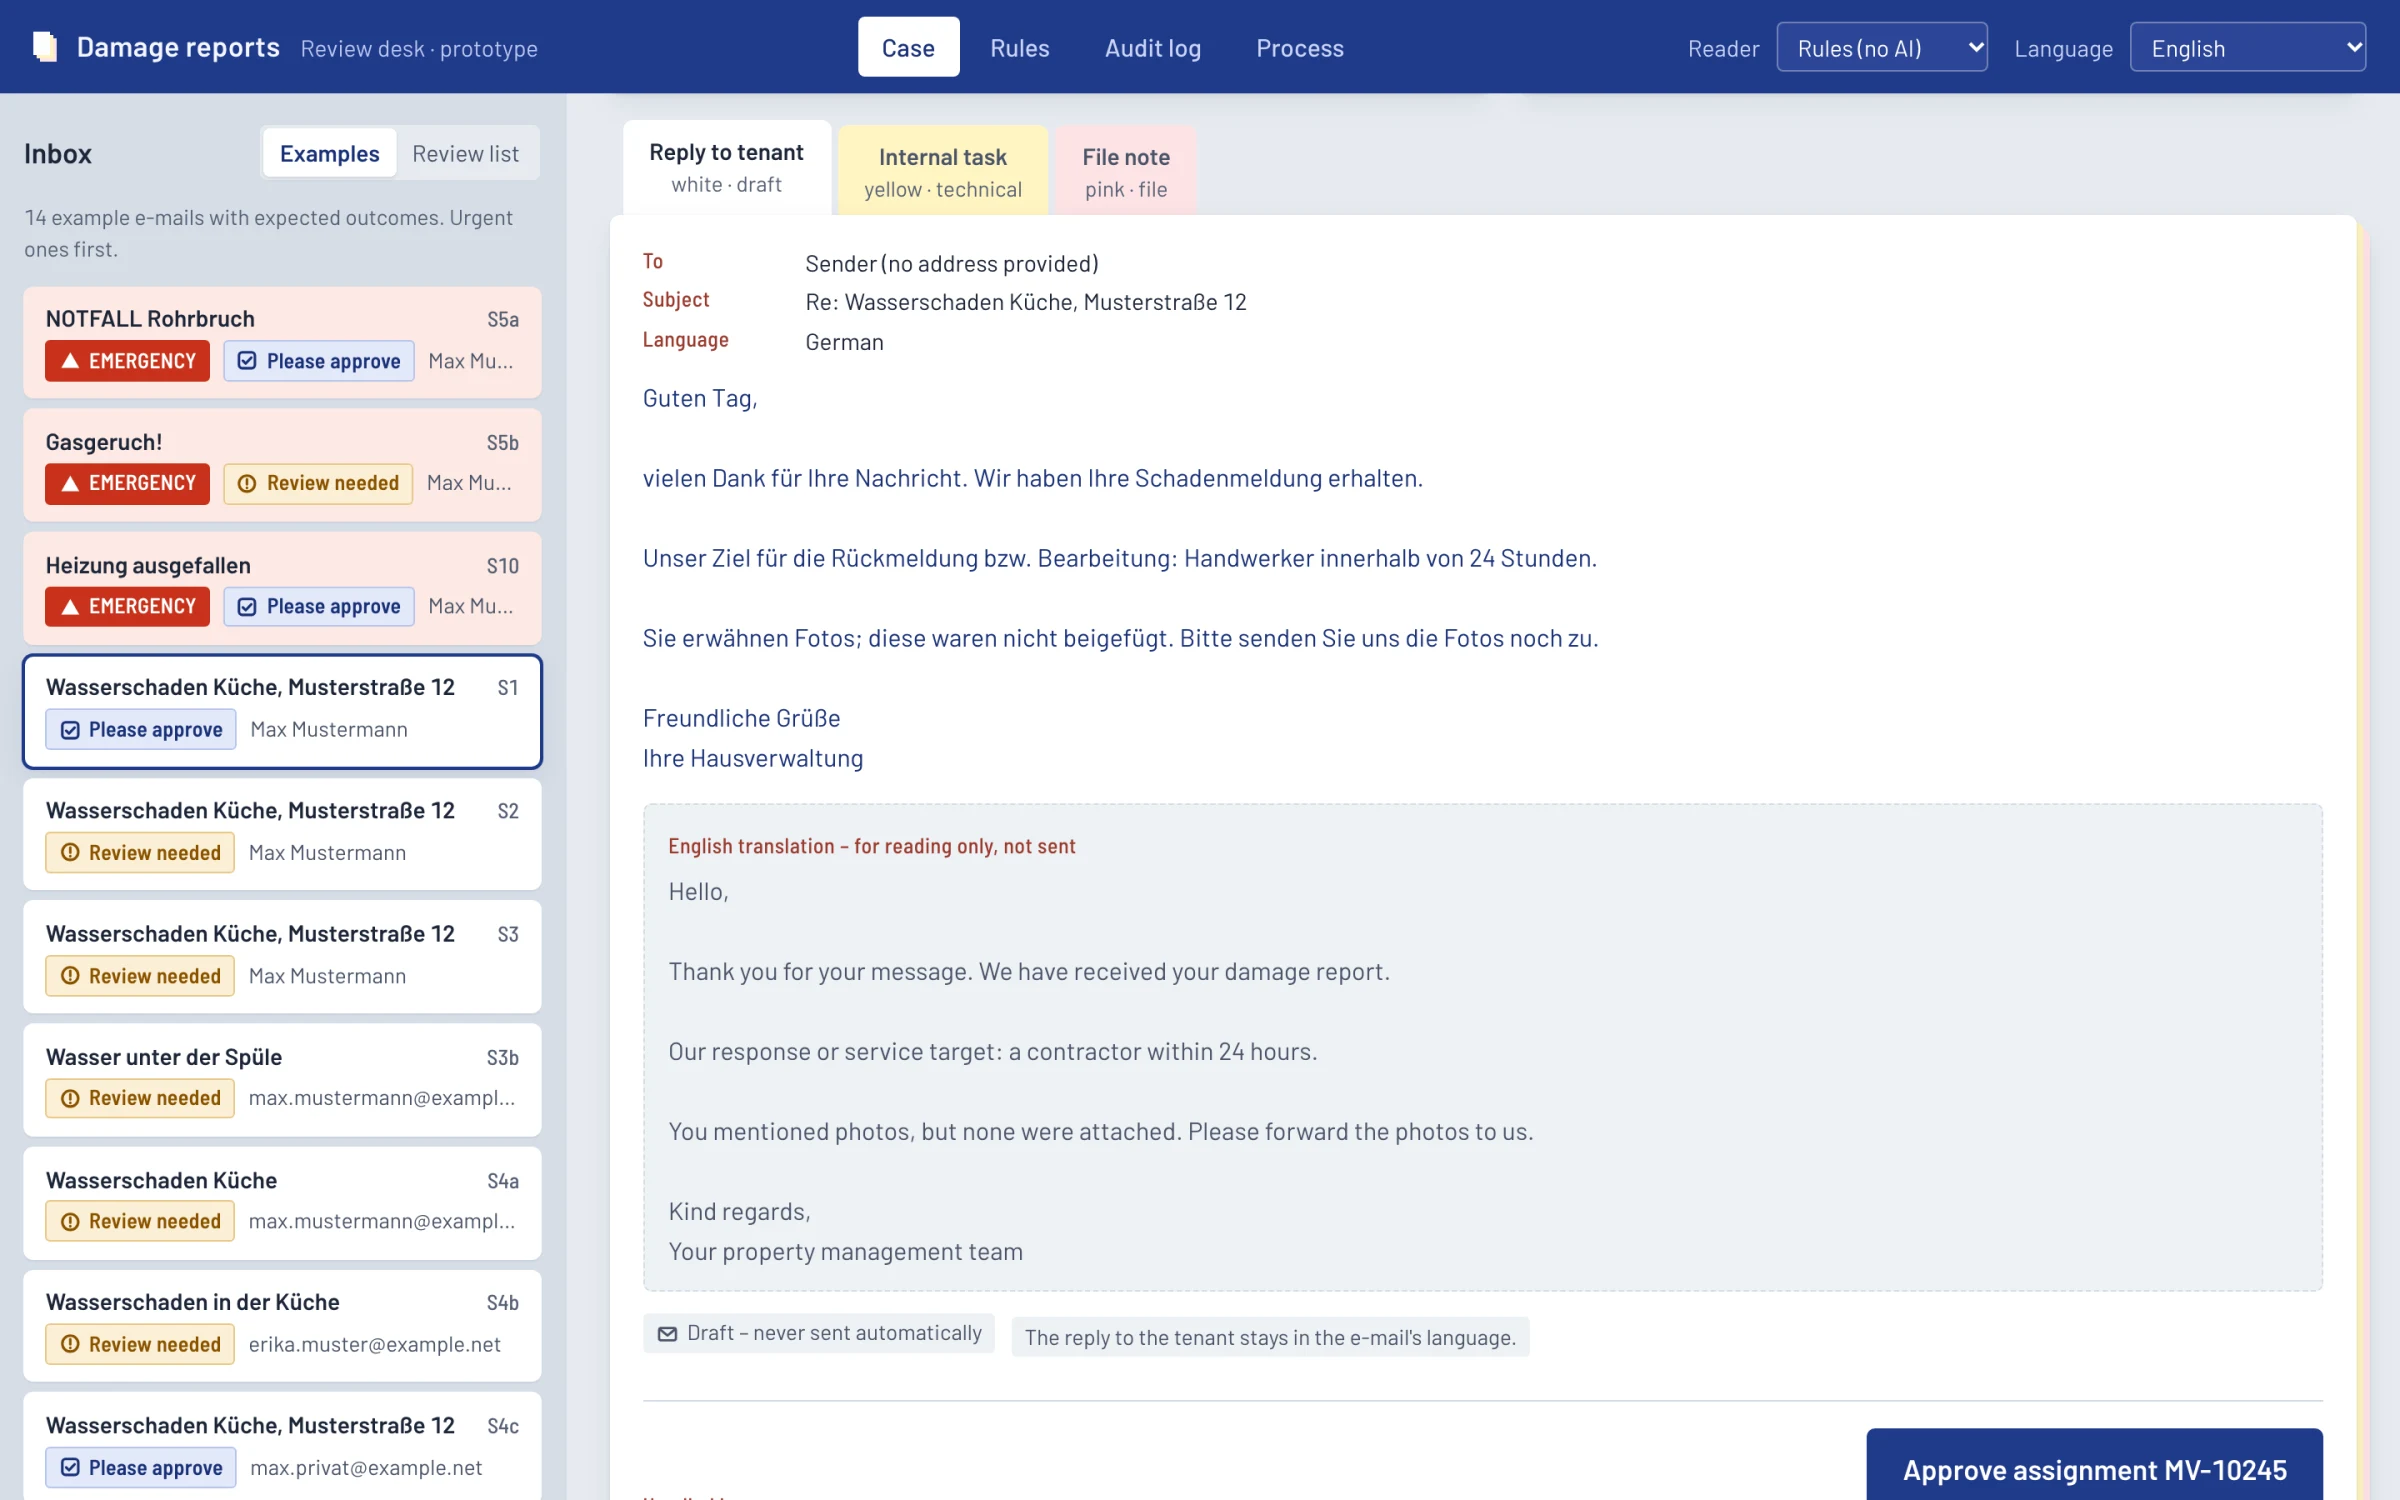 Damage reports Review desk · prototype
Case Rules Audit log Process
Reader Rules (no AI) Language English
Inbox Examples Review list
14 example e-mails with expected outcomes. Urgent
ones first.
NOTFALL Rohrbruch S5a
EMERGENCY Please approve Max Mu...
Gasgeruch! S5b
EMERGENCY Review needed Max Mu...
Heizung ausgefallen S10
EMERGENCY Please approve Max Mu...
Wasserschaden Küche, Musterstraße 12 S1
Please approve Max Mustermann
Wasserschaden Küche, Musterstraße 12 S2
Review needed Max Mustermann
Wasserschaden Küche, Musterstraße 12 S3
Review needed Max Mustermann
Wasser unter der Spüle S3b
Review needed max.mustermann@exampl...
Wasserschaden Küche S4a
Review needed max.mustermann@exampl...
Wasserschaden in der Küche S4b
Review needed erika.muster@example.net
Wasserschaden Küche, Musterstraße 12 S4c
Please approve max.privat@example.net
Reply to tenant
white · draft
Internal task
yellow · technical
File note
pink · file
To Sender (no address provided)
Subject Re: Wasserschaden Küche, Musterstraße 12
Language German
Guten Tag,
vielen Dank für Ihre Nachricht. Wir haben Ihre Schadenmeldung erhalten.
Unser Ziel für die Rückmeldung bzw. Bearbeitung: Handwerker innerhalb von 24 Stunden.
Sie erwähnen Fotos; diese waren nicht beigefügt. Bitte senden Sie uns die Fotos noch zu.
Freundliche Grüße
Ihre Hausverwaltung
English translation – for reading only, not sent
Hello,
Thank you for your message. We have received your damage report.
Our response or service target: a contractor within 24 hours.
You mentioned photos, but none were attached. Please forward the photos to us.
Kind regards,
Your property management team
Draft – never sent automatically
The reply to the tenant stays in the e-mail's language.
Approve assignment MV-10245